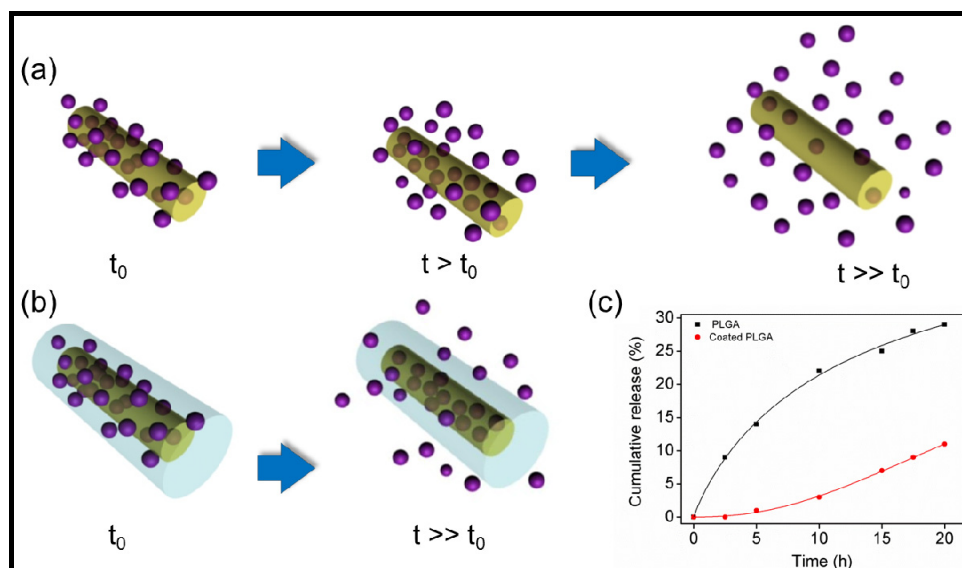 (a)
t₀
t > t₀
t >> t₀
(b)
t₀
t >> t₀
(c)
PLGA
Coated PLGA
Cumulative release (%)
30
25
20
15
10
5
0
0 5 10 15 20
Time (h)